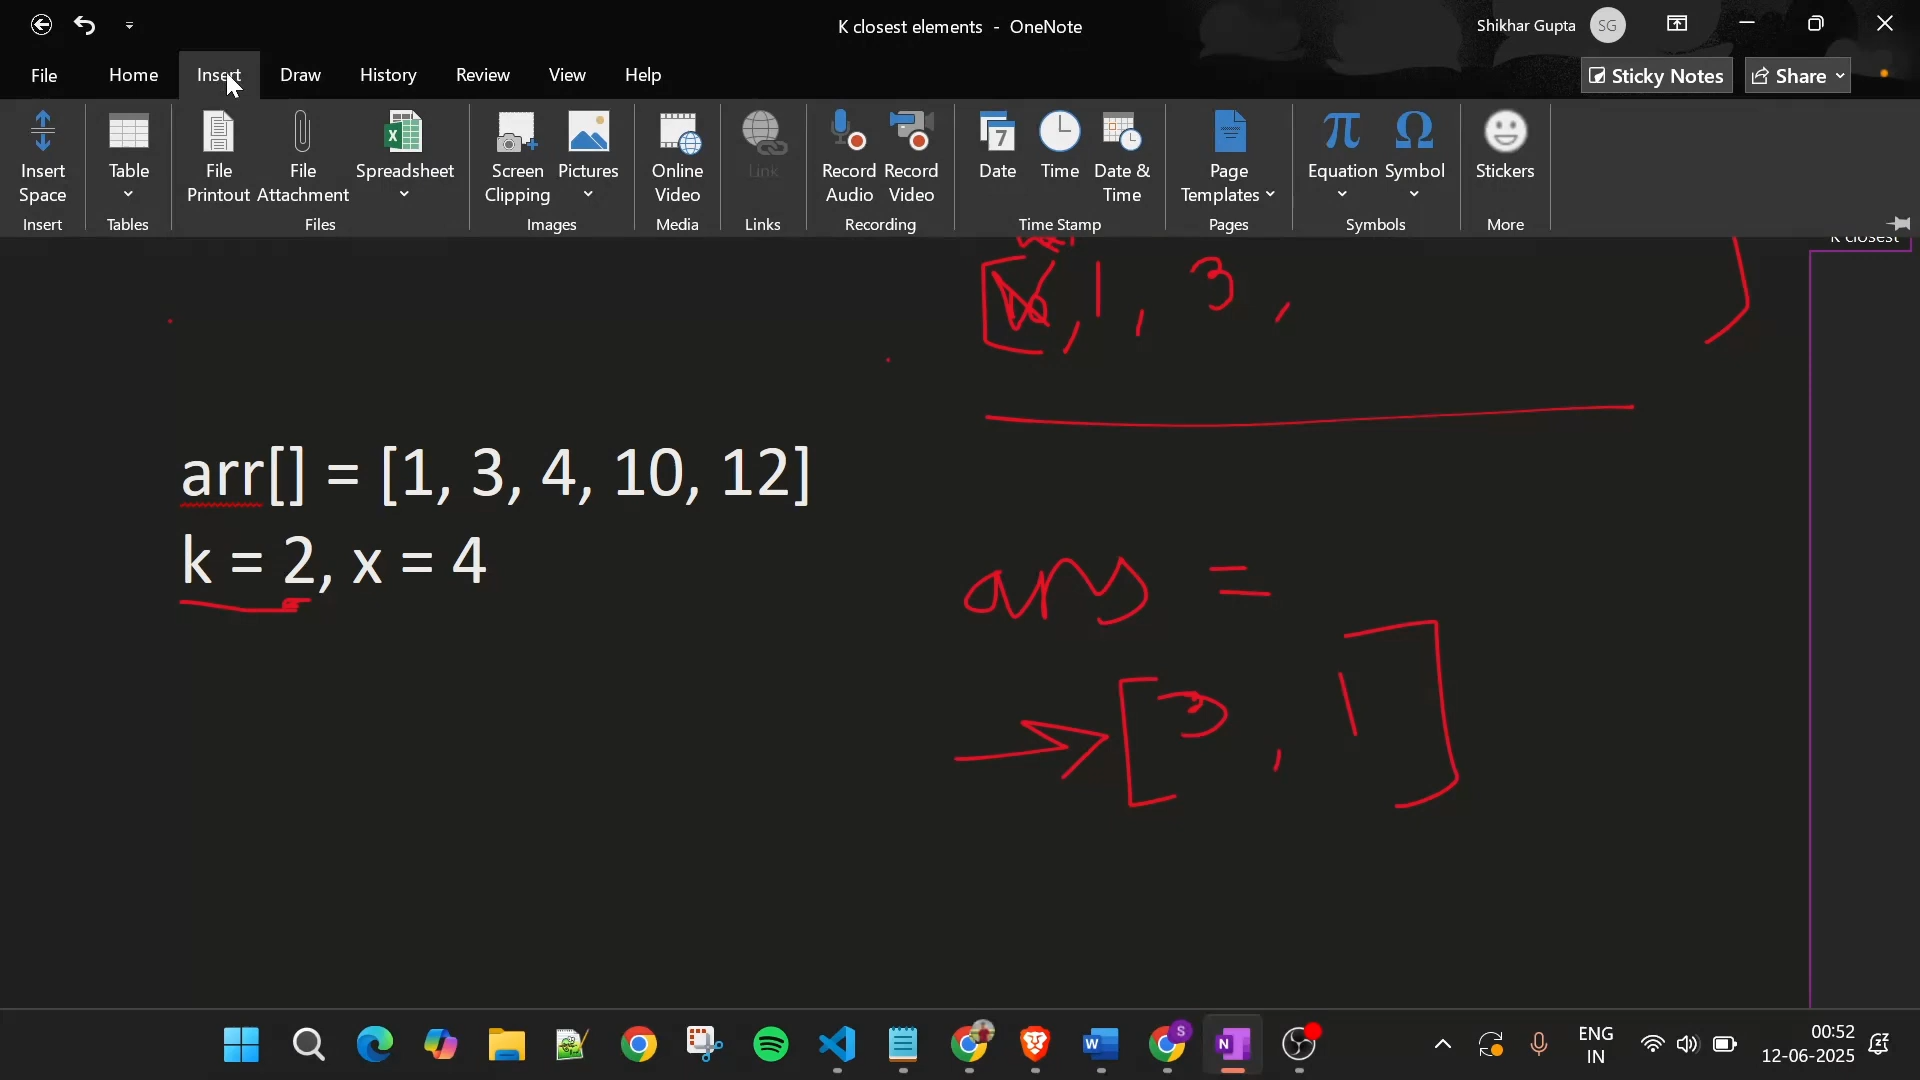 K closest elements - OneNote
Shikhar Gupta SG
File Home Insert Draw History Review View Help
Sticky Notes Share
Insert Space
Table
File Printout
File Attachment
Spreadsheet
Screen Clipping
Pictures
Online Video
Link
Record Audio
Record Video
Date
Time
Date & Time
Page Templates
Equation
Symbol
Stickers
Insert Tables Files Images Media Links Recording Time Stamp Pages Symbols More
K closest
, 1 , 3 ,
arr[] = [1, 3, 4, 10, 12]
k = 2, x = 4
ans =
[3, 1]
ENG
IN
00:52
12-06-2025